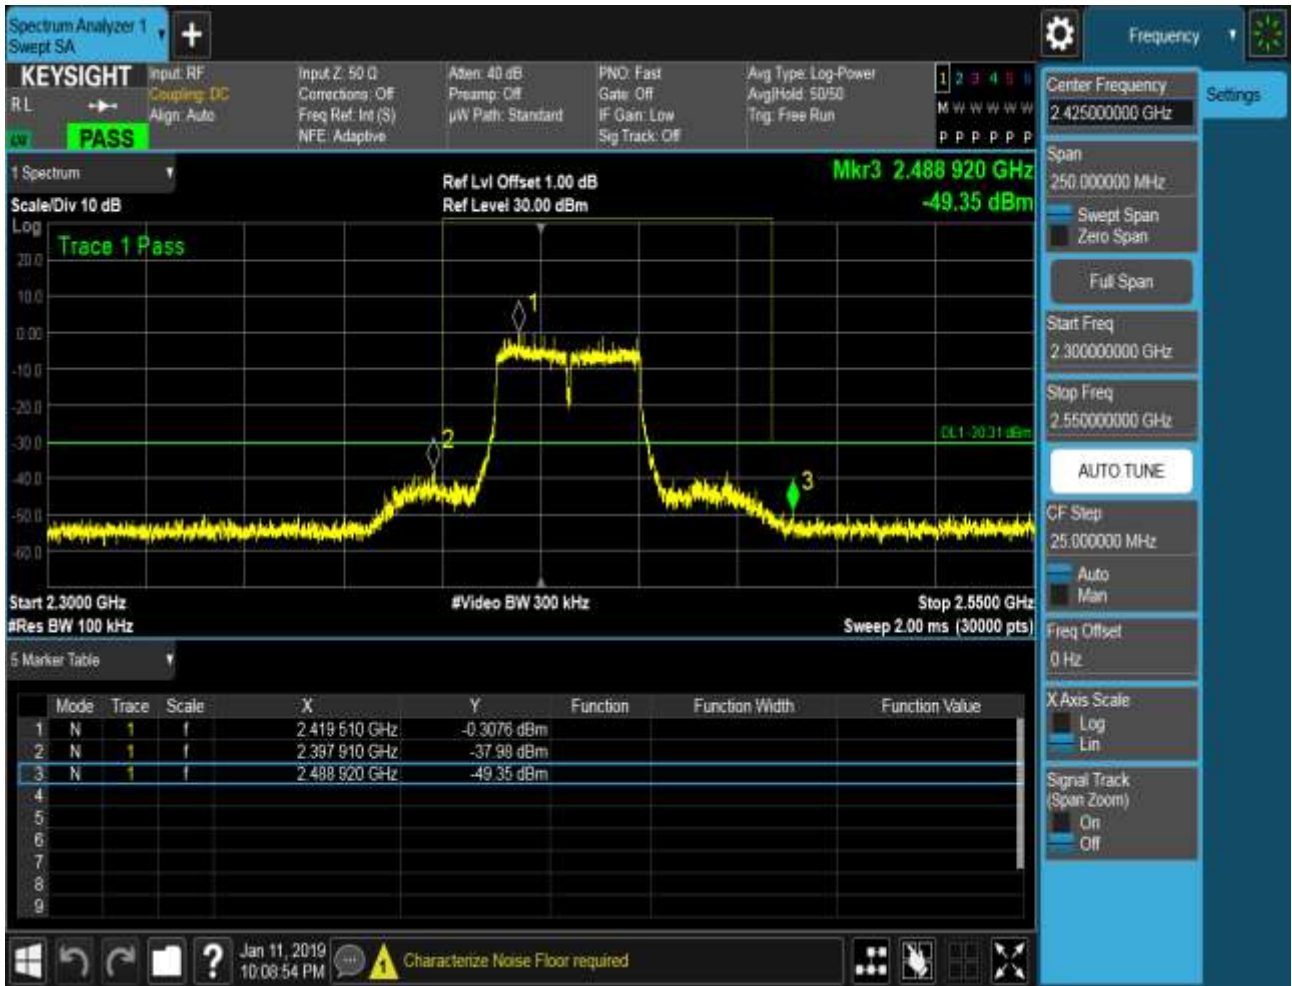 Spectrum Analyzer 1
Swept SA
+
Frequency
KEYSIGHT
R L
PASS
Input: RF
Coupling: DC
Align: Auto
Input Z: 50 Ω
Corrections: Off
Freq Ref: Int (S)
NFE: Adaptive
Atten: 40 dB
Preamp: Off
µW Path: Standard
PNO: Fast
Gate: Off
IF Gain: Low
Sig Track: Off
Avg Type: Log-Power
Avg|Hold: 50/50
Trig: Free Run
1 2 3 4 5 6
M W W W W W
P P P P P P
1 Spectrum
Scale/Div 10 dB
Ref Lvl Offset 1.00 dB
Ref Level 30.00 dBm
Mkr3 2.488 920 GHz
-49.35 dBm
Log
Trace 1 Pass
20.0
10.0
0.00
-10.0
-20.0
-30.0
-40.0
-50.0
-60.0
1
2
3
DL1 -30.31 dBm
Start 2.3000 GHz
#Res BW 100 kHz
#Video BW 300 kHz
Stop 2.5500 GHz
Sweep 2.00 ms (30000 pts)
5 Marker Table
Mode Trace Scale X Y Function Function Width Function Value
1 N 1 f 2.419 510 GHz -0.3076 dBm
2 N 1 f 2.397 910 GHz -37.98 dBm
3 N 1 f 2.488 920 GHz -49.35 dBm
4
5
6
7
8
9
Jan 11, 2019
10:08:54 PM
?
1
Characterize Noise Floor required
Settings
Center Frequency
2.425000000 GHz
Span
250.000000 MHz
Swept Span
Zero Span
Full Span
Start Freq
2.300000000 GHz
Stop Freq
2.550000000 GHz
AUTO TUNE
CF Step
25.000000 MHz
Auto
Man
Freq Offset
0 Hz
X Axis Scale
Log
Lin
Signal Track
(Span Zoom)
On
Off